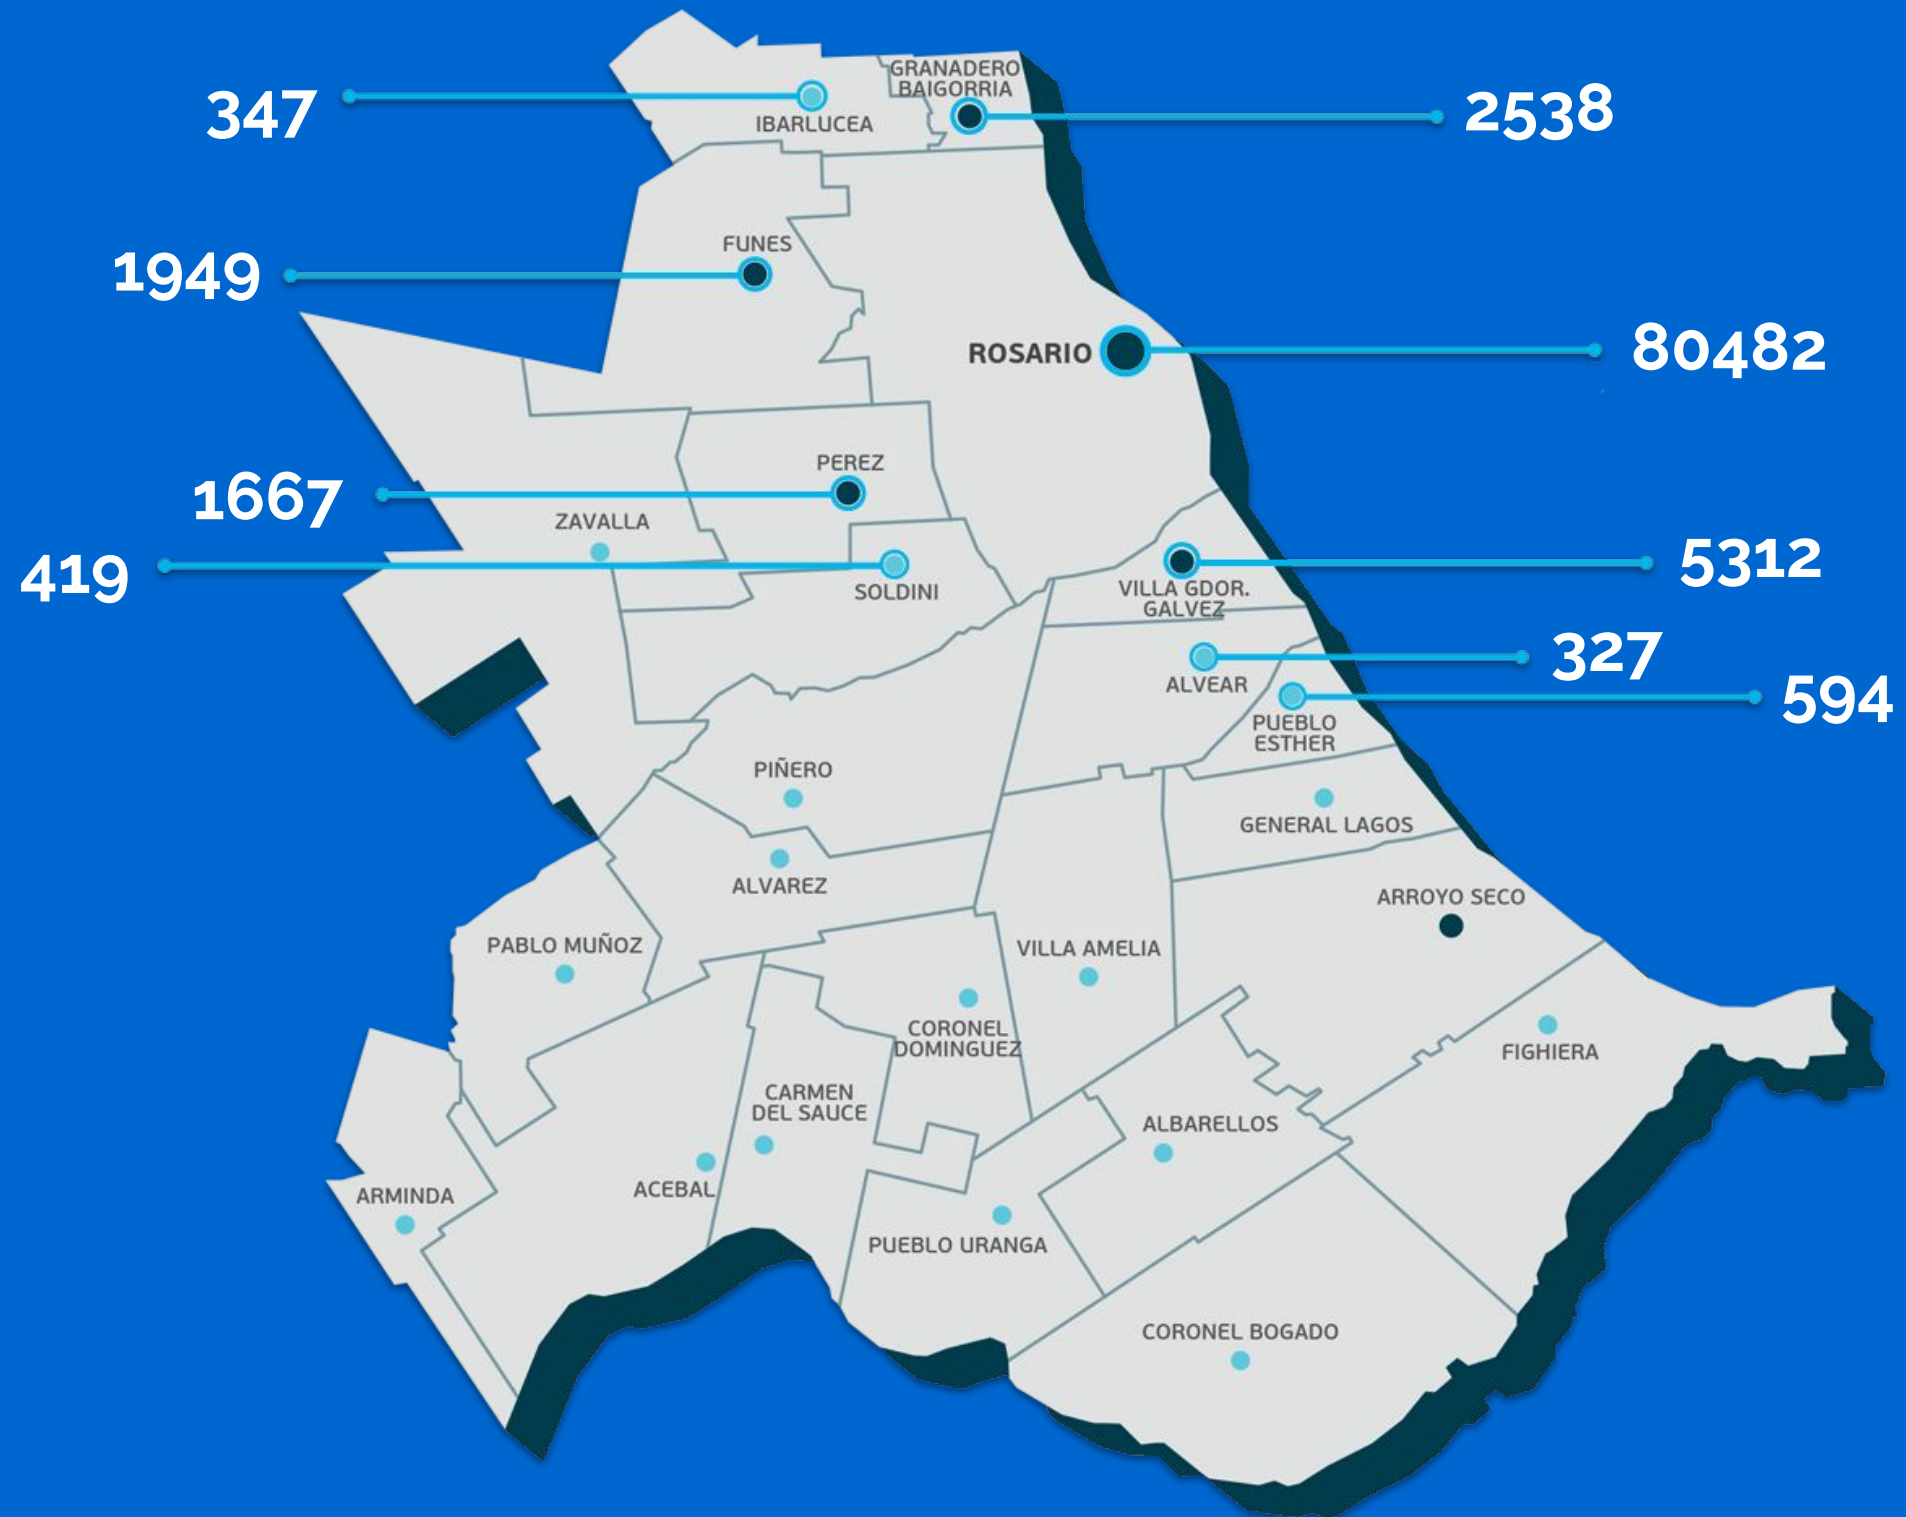 GRANADERO
BAIGORRIA
347
2538
IBARLUCEA
FUNES
1949
ROSARIO
80482
PEREZ
1667
ZAVALLA
419
SOLDINI
5312
VILLA GDOR.
GALVEZ
327
ALVEAR
594
PUEBLO
ESTHER
PIÑERO
GENERAL LAGOS
ALVAREZ
ARROYO SECO
PABLO MUÑOZ
VILLA AMELIA
CORONEL
DOMINGUEZ
FIGHIERA
CARMEN
DEL SAUCE
ALBARELLOS
ACEBAL
ARMINDA
PUEBLO URANGA
CORONEL BOGADO